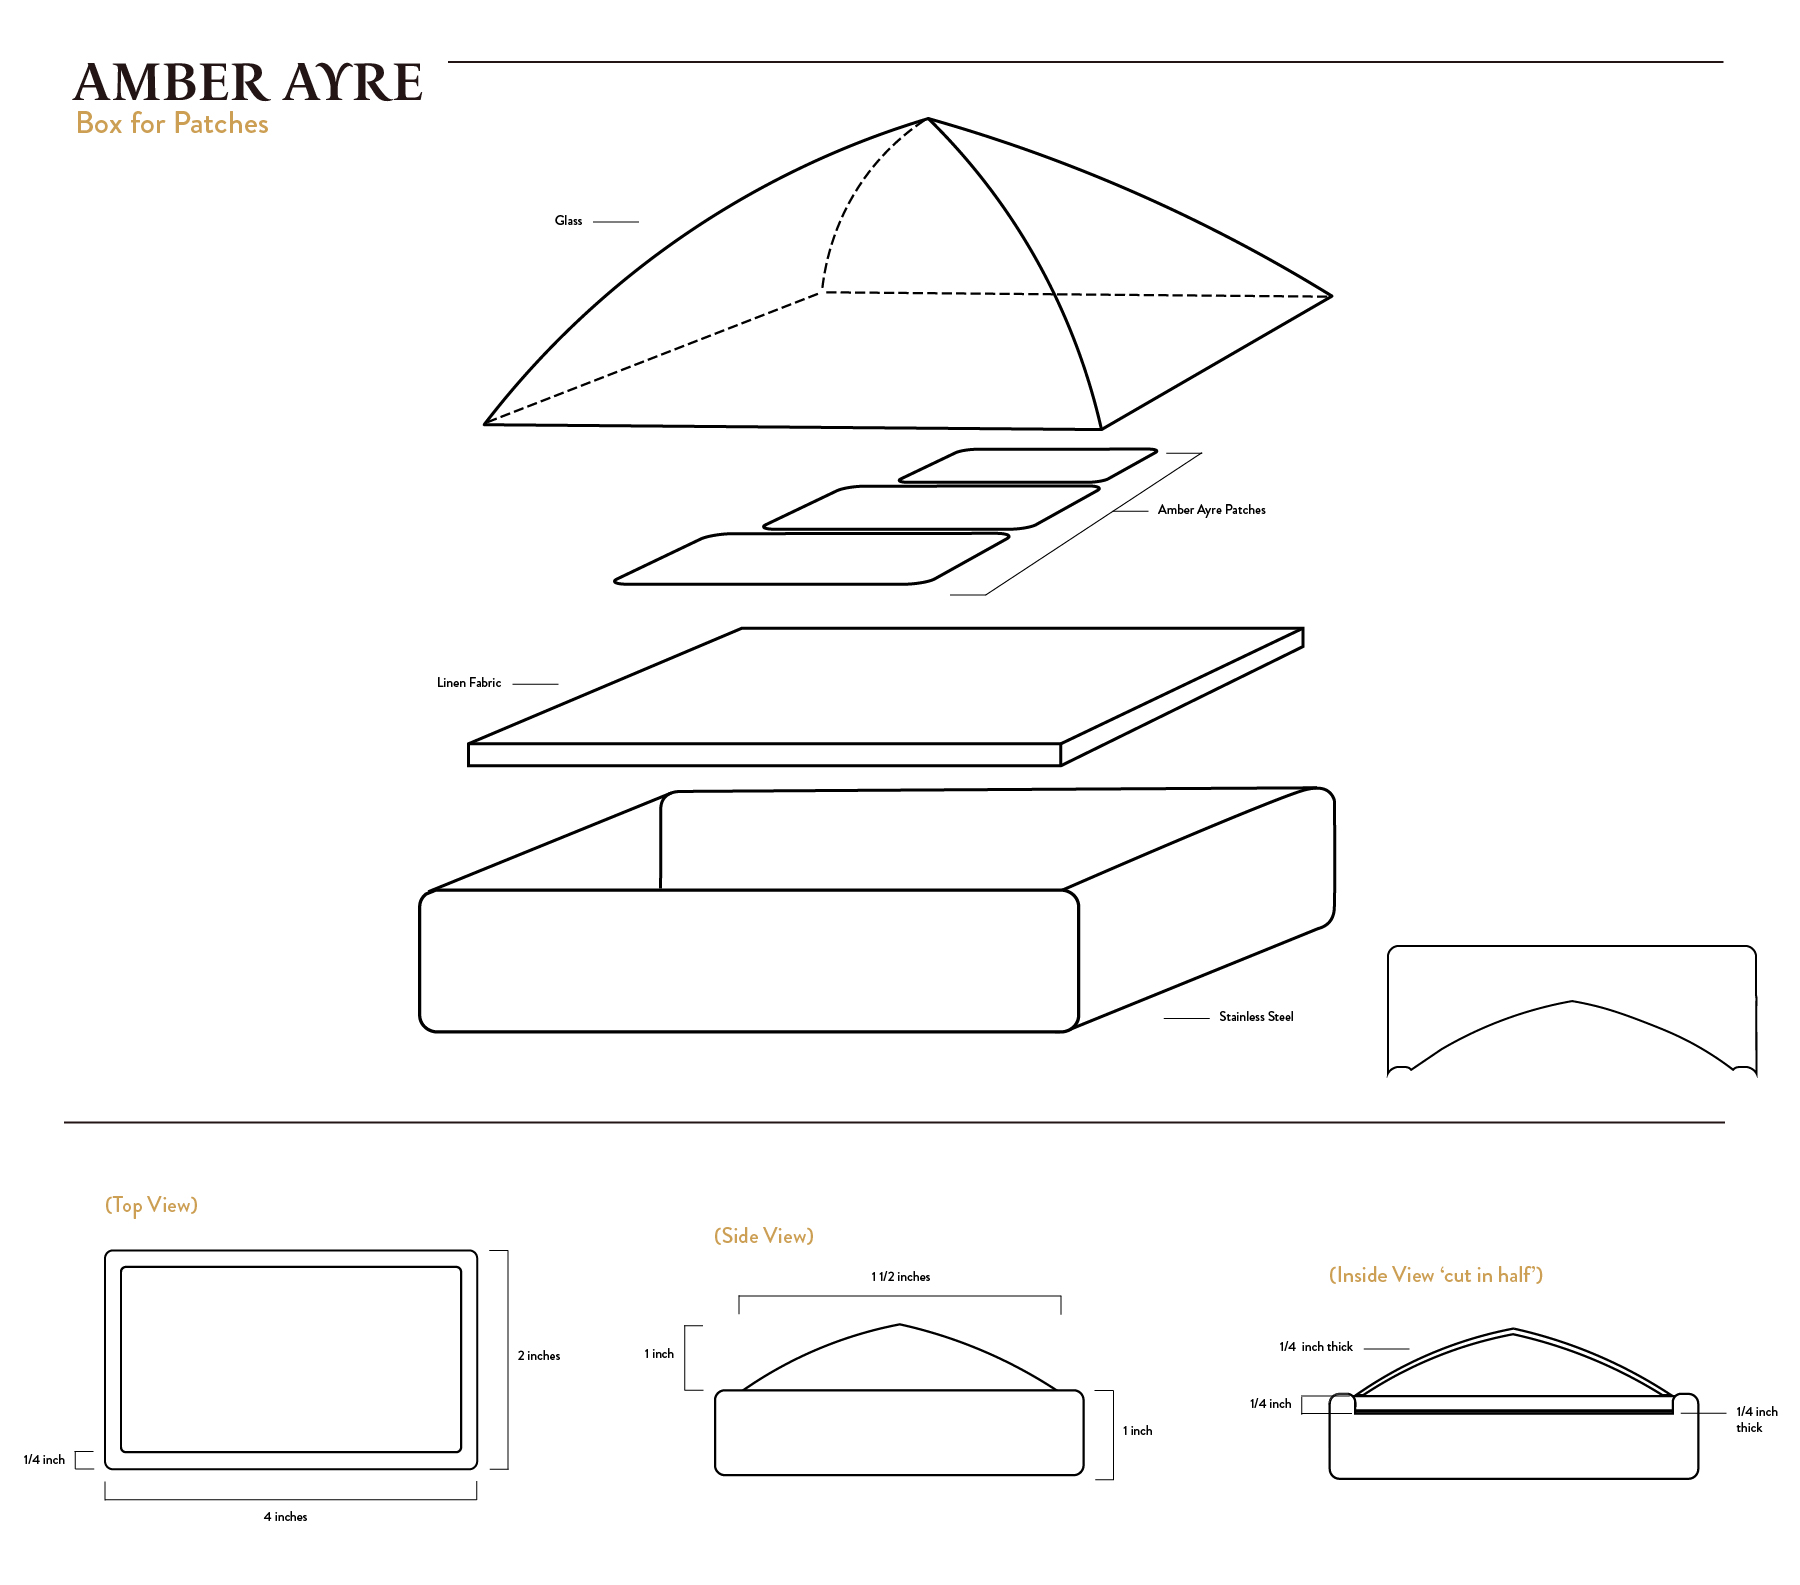 AMBER AYRE
Box for Patches
Glass
Amber Ayre Patches
Linen Fabric
Stainless Steel
(Top View)
2 inches
1/4 inch
4 inches
(Side View)
1 1/2 inches
1 inch
1 inch
(Inside View ‘cut in half’)
1/4 inch thick
1/4 inch
1/4 inch
thick